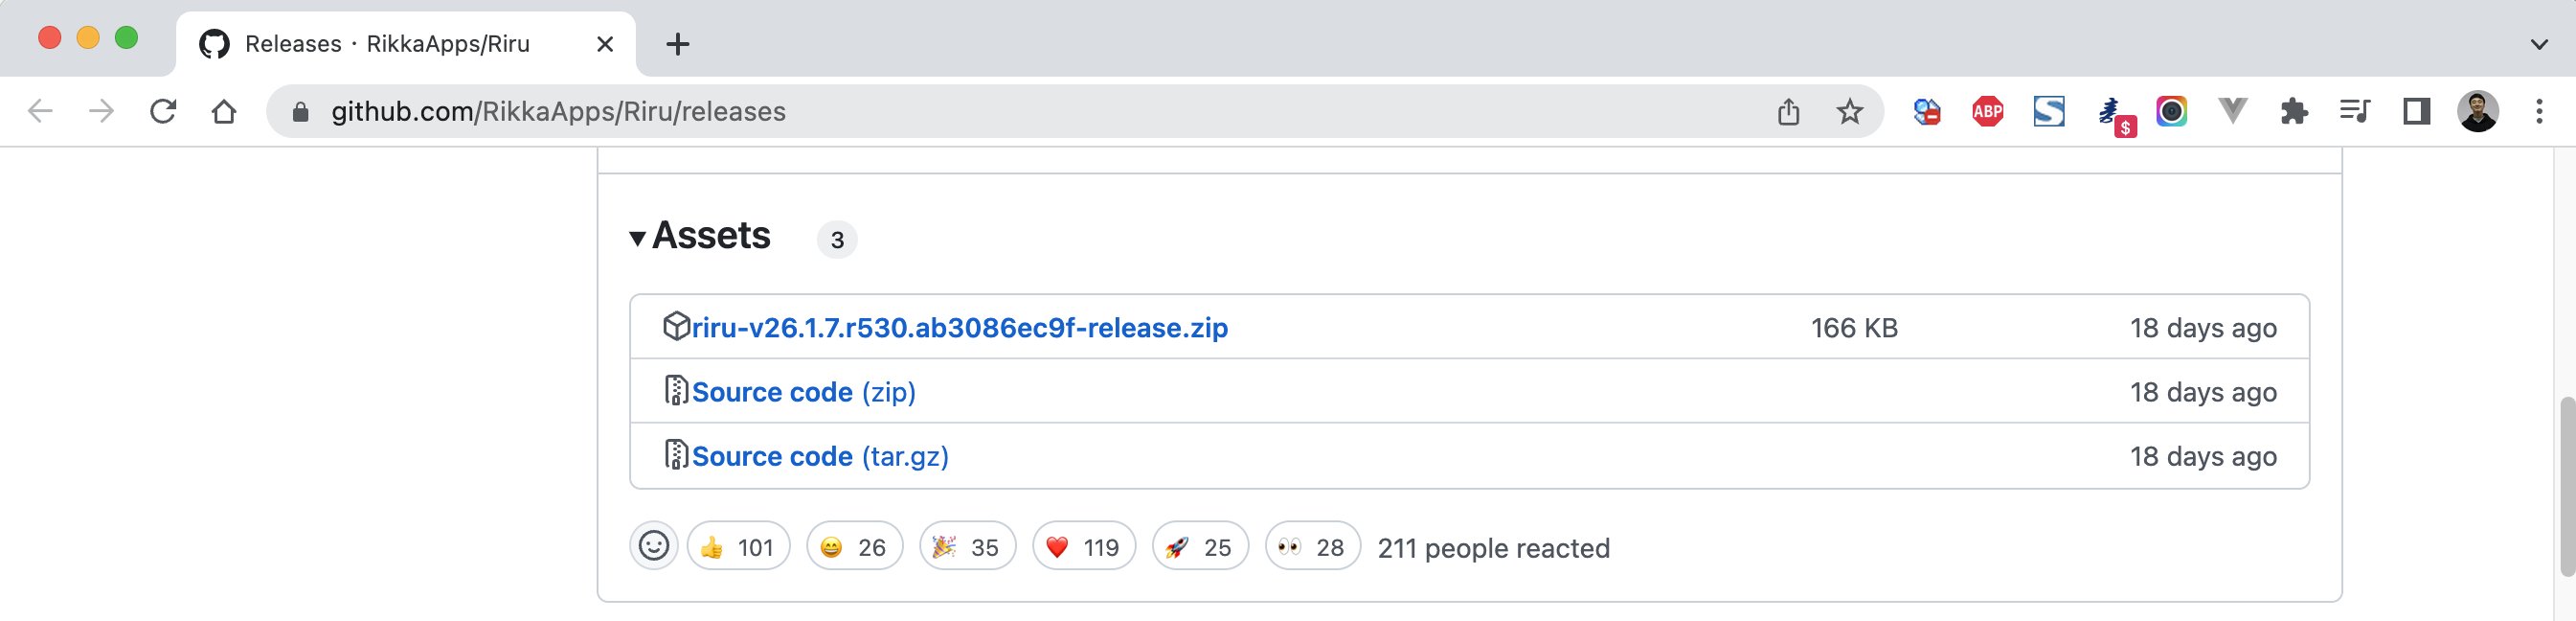 Releases · RikkaApps/Riru
github.com/RikkaApps/Riru/releases
ABP
$
Assets 3
riru-v26.1.7.r530.ab3086ec9f-release.zip 166 KB 18 days ago
Source code (zip) 18 days ago
Source code (tar.gz) 18 days ago
👍 101 😄 26 🎉 35 ❤️ 119 🚀 25 👀 28 211 people reacted